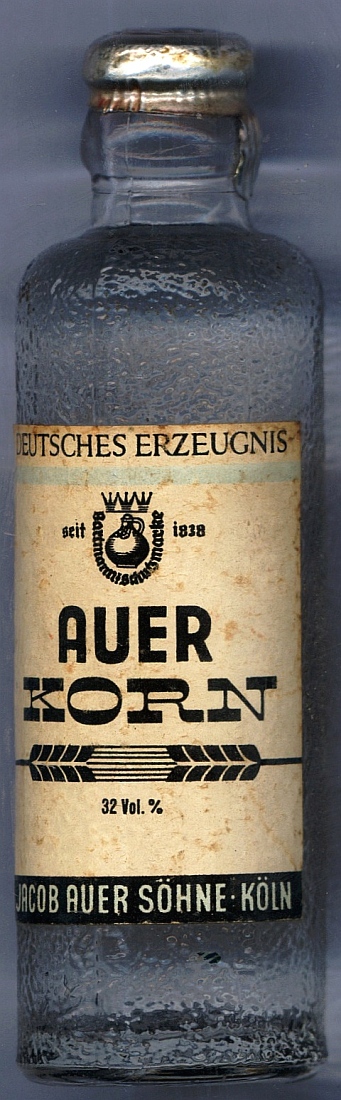 DEUTSCHES ERZEUGNIS
seit 1838
AUER
KORN
32 Vol. %
JACOB AUER SÖHNE·KÖLN